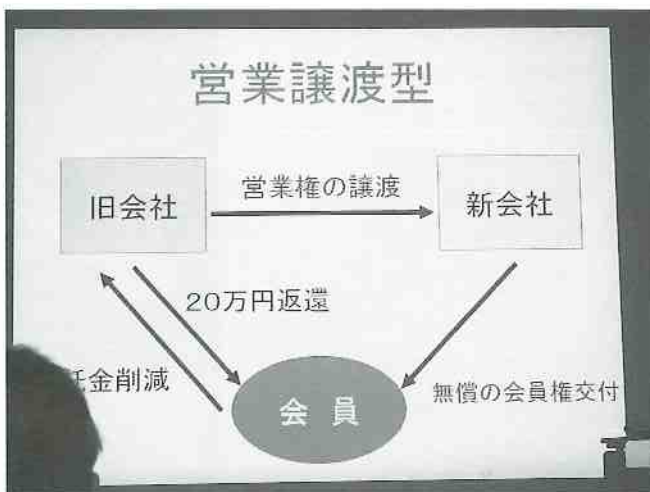 営業譲渡型
旧会社
営業権の譲渡
新会社
20万円返還
金削減
無償の会員権交付
会員